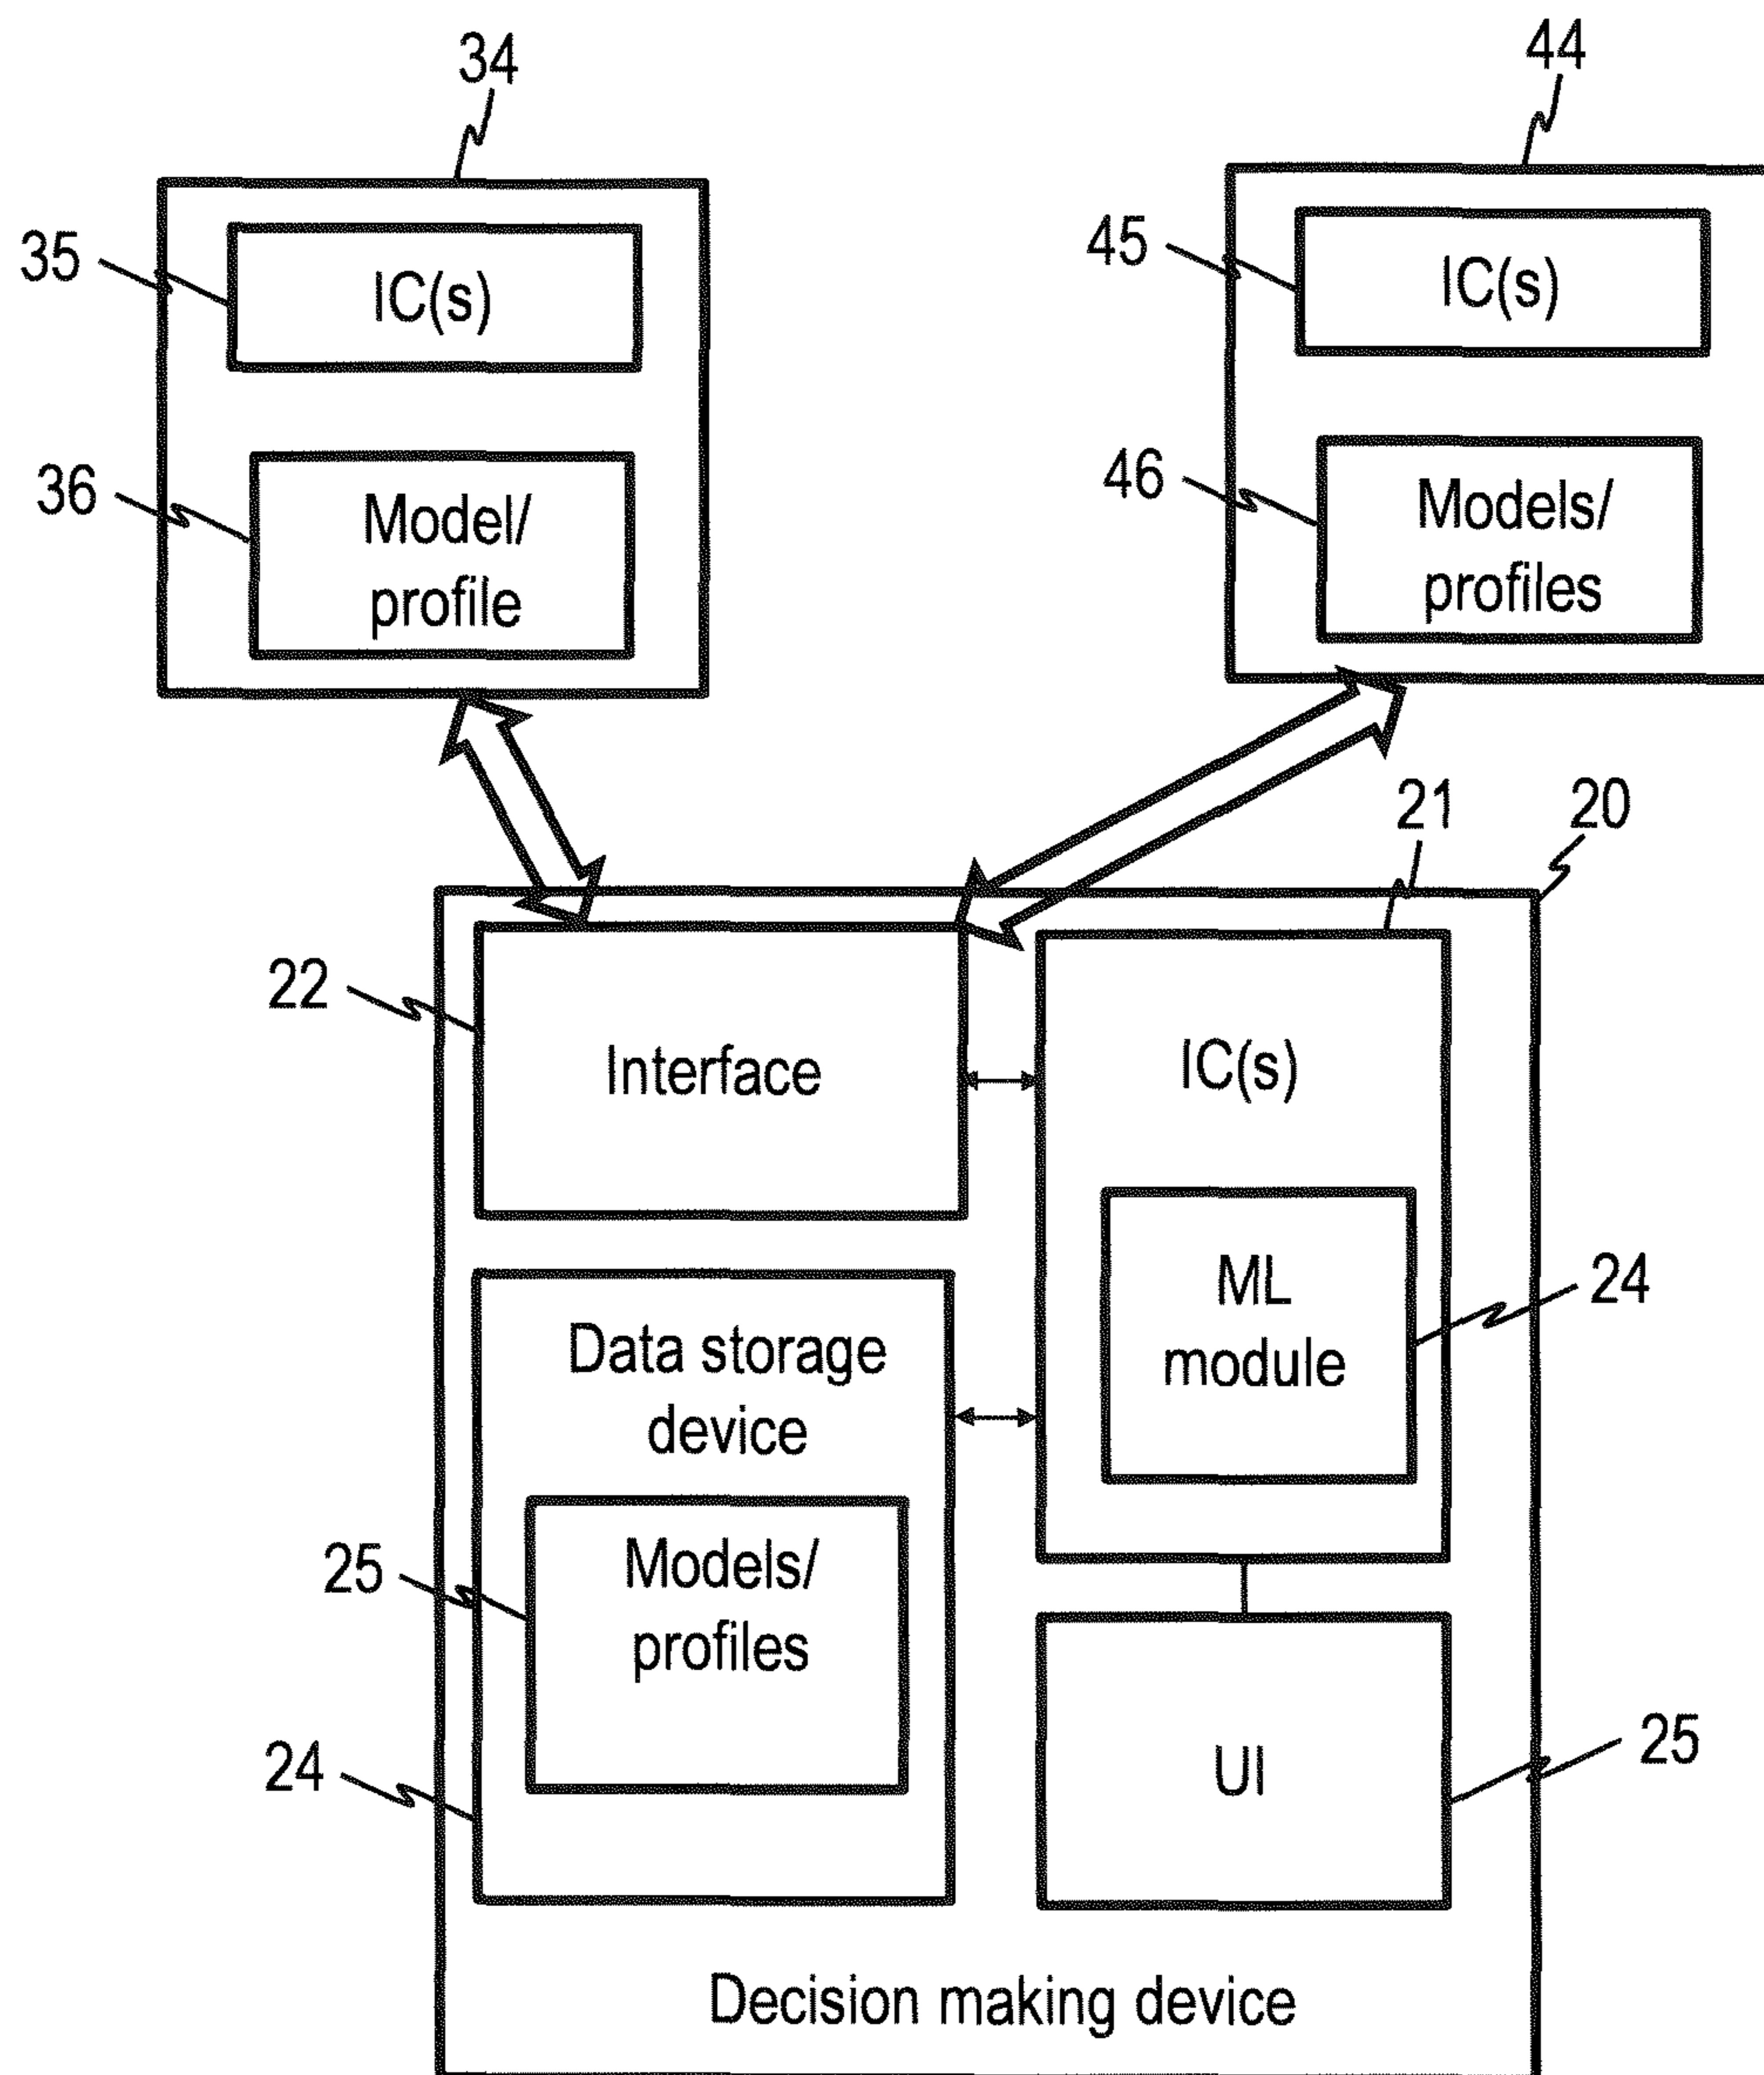 34
44
35
IC(s)
45
IC(s)
36
Model/
profile
46
Models/
profiles
21
20
22
Interface
IC(s)
ML
module
24
Data storage
device
25
Models/
profiles
24
UI
25
Decision making device